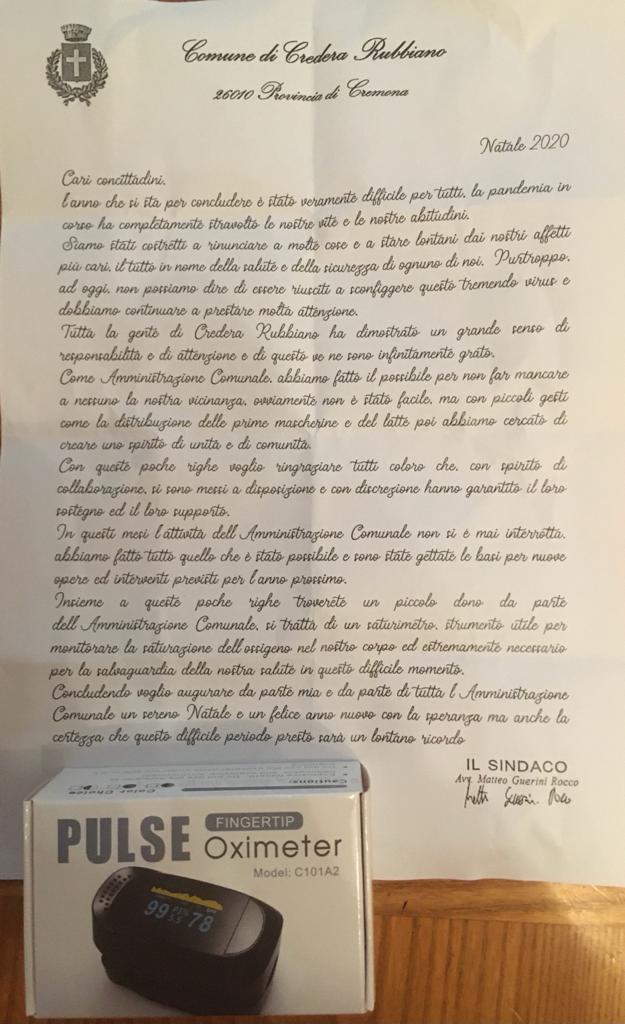 Comune di Credera Rubbiano
26010 Provincia di Cremona
Natale 2020
Cari concittadini,
l'anno che si stà per concludere è stato veramente difficile per tutti, la pandemia in
corso ha completamente stravolto le nostre vite e le nostre abitudini.
Siamo stati costretti a rinunciare a molte cose e a stare lontani dai nostri affetti
più cari, il tutto in nome della salute e della sicurezza di ognuno di noi. Purtroppo,
ad oggi, non possiamo dire di essere riusciti a sconfiggere questo tremendo virus e
dobbiamo continuare a prestare molta attenzione.
Tutta la gente di Credera Rubbiano ha dimostrato un grande senso di
responsabilità e di attenzione e di questo ve ne sono infinitamente grato.
Come Amministrazione Comunale, abbiamo fatto il possibile per non far mancare
a nessuno la nostra vicinanza, ovviamente non è stato facile, ma con piccoli gesti
come la distribuzione delle prime mascherine e del latte poi abbiamo cercato di
creare uno spirito di unità e di comunità.
Con queste poche righe voglio ringraziare tutti coloro che, con spirito di
collaborazione, si sono messi a disposizione e con discrezione hanno garantito il loro
sostegno ed il loro supporto.
In questi mesi l'attività dell'Amministrazione Comunale non si è mai interrotta,
abbiamo fatto tutto quello che è stato possibile e sono state gettate le basi per nuove
opere ed interventi previsti per l'anno prossimo.
Insieme a queste poche righe troverete un piccolo dono da parte
dell'Amministrazione Comunale, si tratta di un saturimetro, strumento utile per
monitorare la saturazione dell'ossigeno nel nostro corpo ed estremamente necessario
per la salvaguardia della nostra salute in questo difficile momento.
Concludendo voglio augurare da parte mia e da parte di tutta l'Amministrazione
Comunale un sereno Natale e un felice anno nuovo con la speranza ma anche la
certezza che questo difficile periodo presto sarà un lontano ricordo
IL SINDACO
Avv. Matteo Guerini Rocco
Cautions:
Color Choice
PULSE FINGERTIP
Oximeter
Model: C101A2
99 PI% 5.5 78